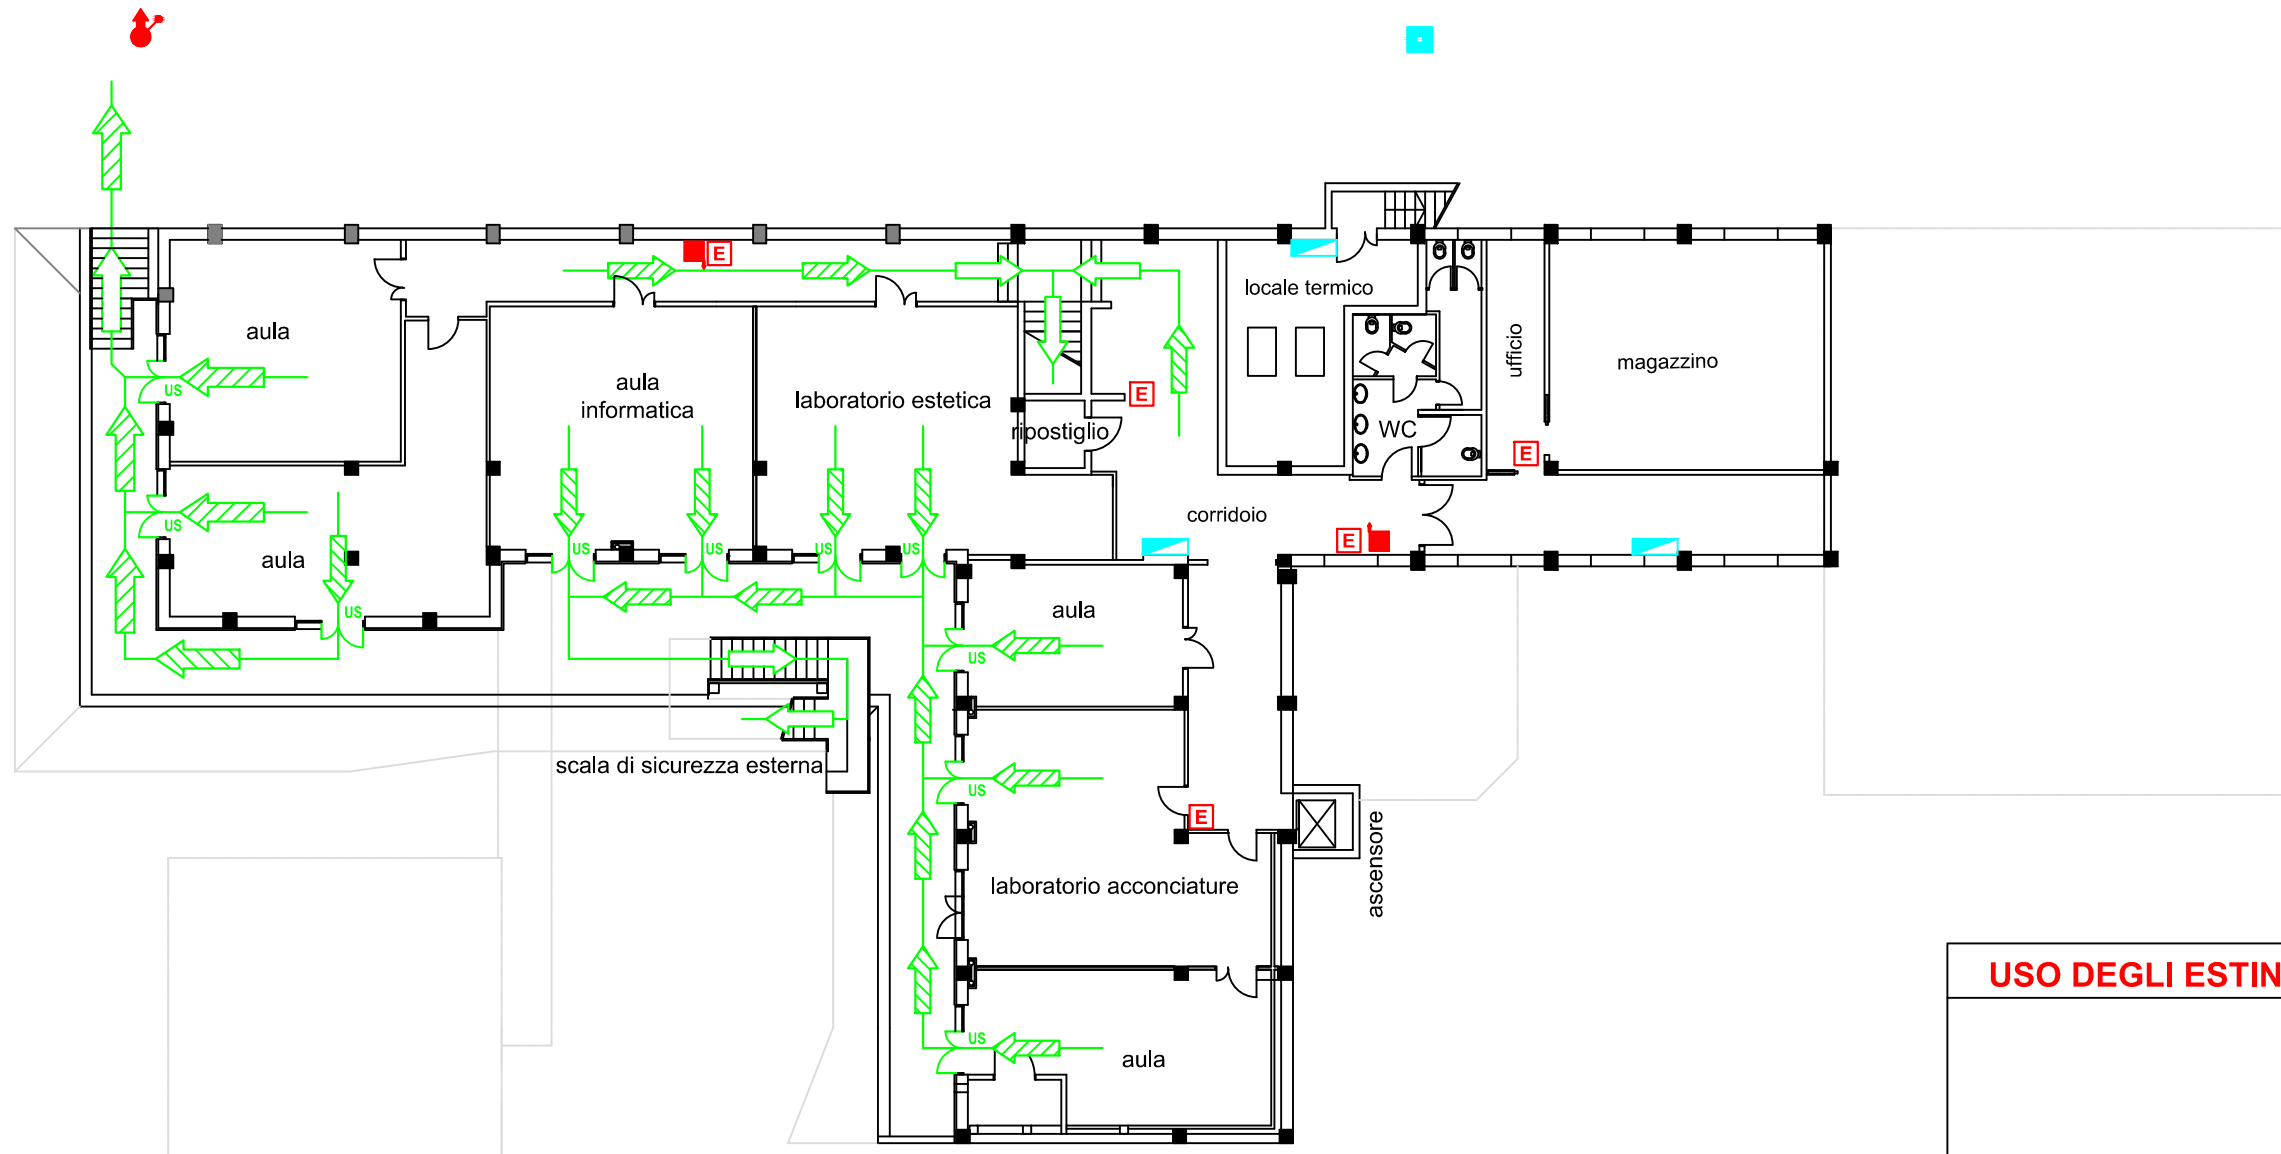 E
locale termico
aula
ufficio
magazzino
aula
informatica
US
laboratorio estetica
E
WC
ripostiglio
E
corridoio
US
E
US
US
US
US
aula
US
aula
US
scala di sicurezza esterna
US
E
ascensore
laboratorio acconciature
USO DEGLI ESTIN
US
aula